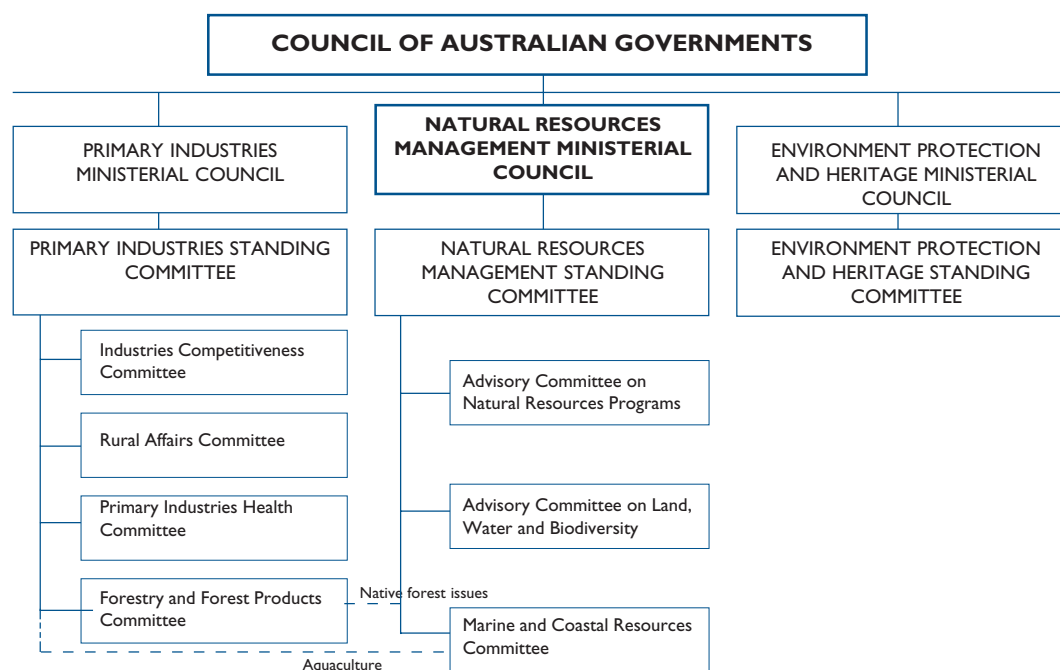 COUNCIL OF AUSTRALIAN GOVERNMENTS
PRIMARY INDUSTRIES
MINISTERIAL COUNCIL
NATURAL RESOURCES
MANAGEMENT MINISTERIAL
COUNCIL
ENVIRONMENT PROTECTION
AND HERITAGE MINISTERIAL
COUNCIL
PRIMARY INDUSTRIES STANDING
COMMITTEE
NATURAL RESOURCES
MANAGEMENT STANDING
COMMITTEE
ENVIRONMENT PROTECTION
AND HERITAGE STANDING
COMMITTEE
Industries Competitiveness
Committee
Rural Affairs Committee
Primary Industries Health
Committee
Forestry and Forest Products
Committee
Native forest issues
Aquaculture
Advisory Committee on
Natural Resources Programs
Advisory Committee on Land,
Water and Biodiversity
Marine and Coastal Resources
Committee